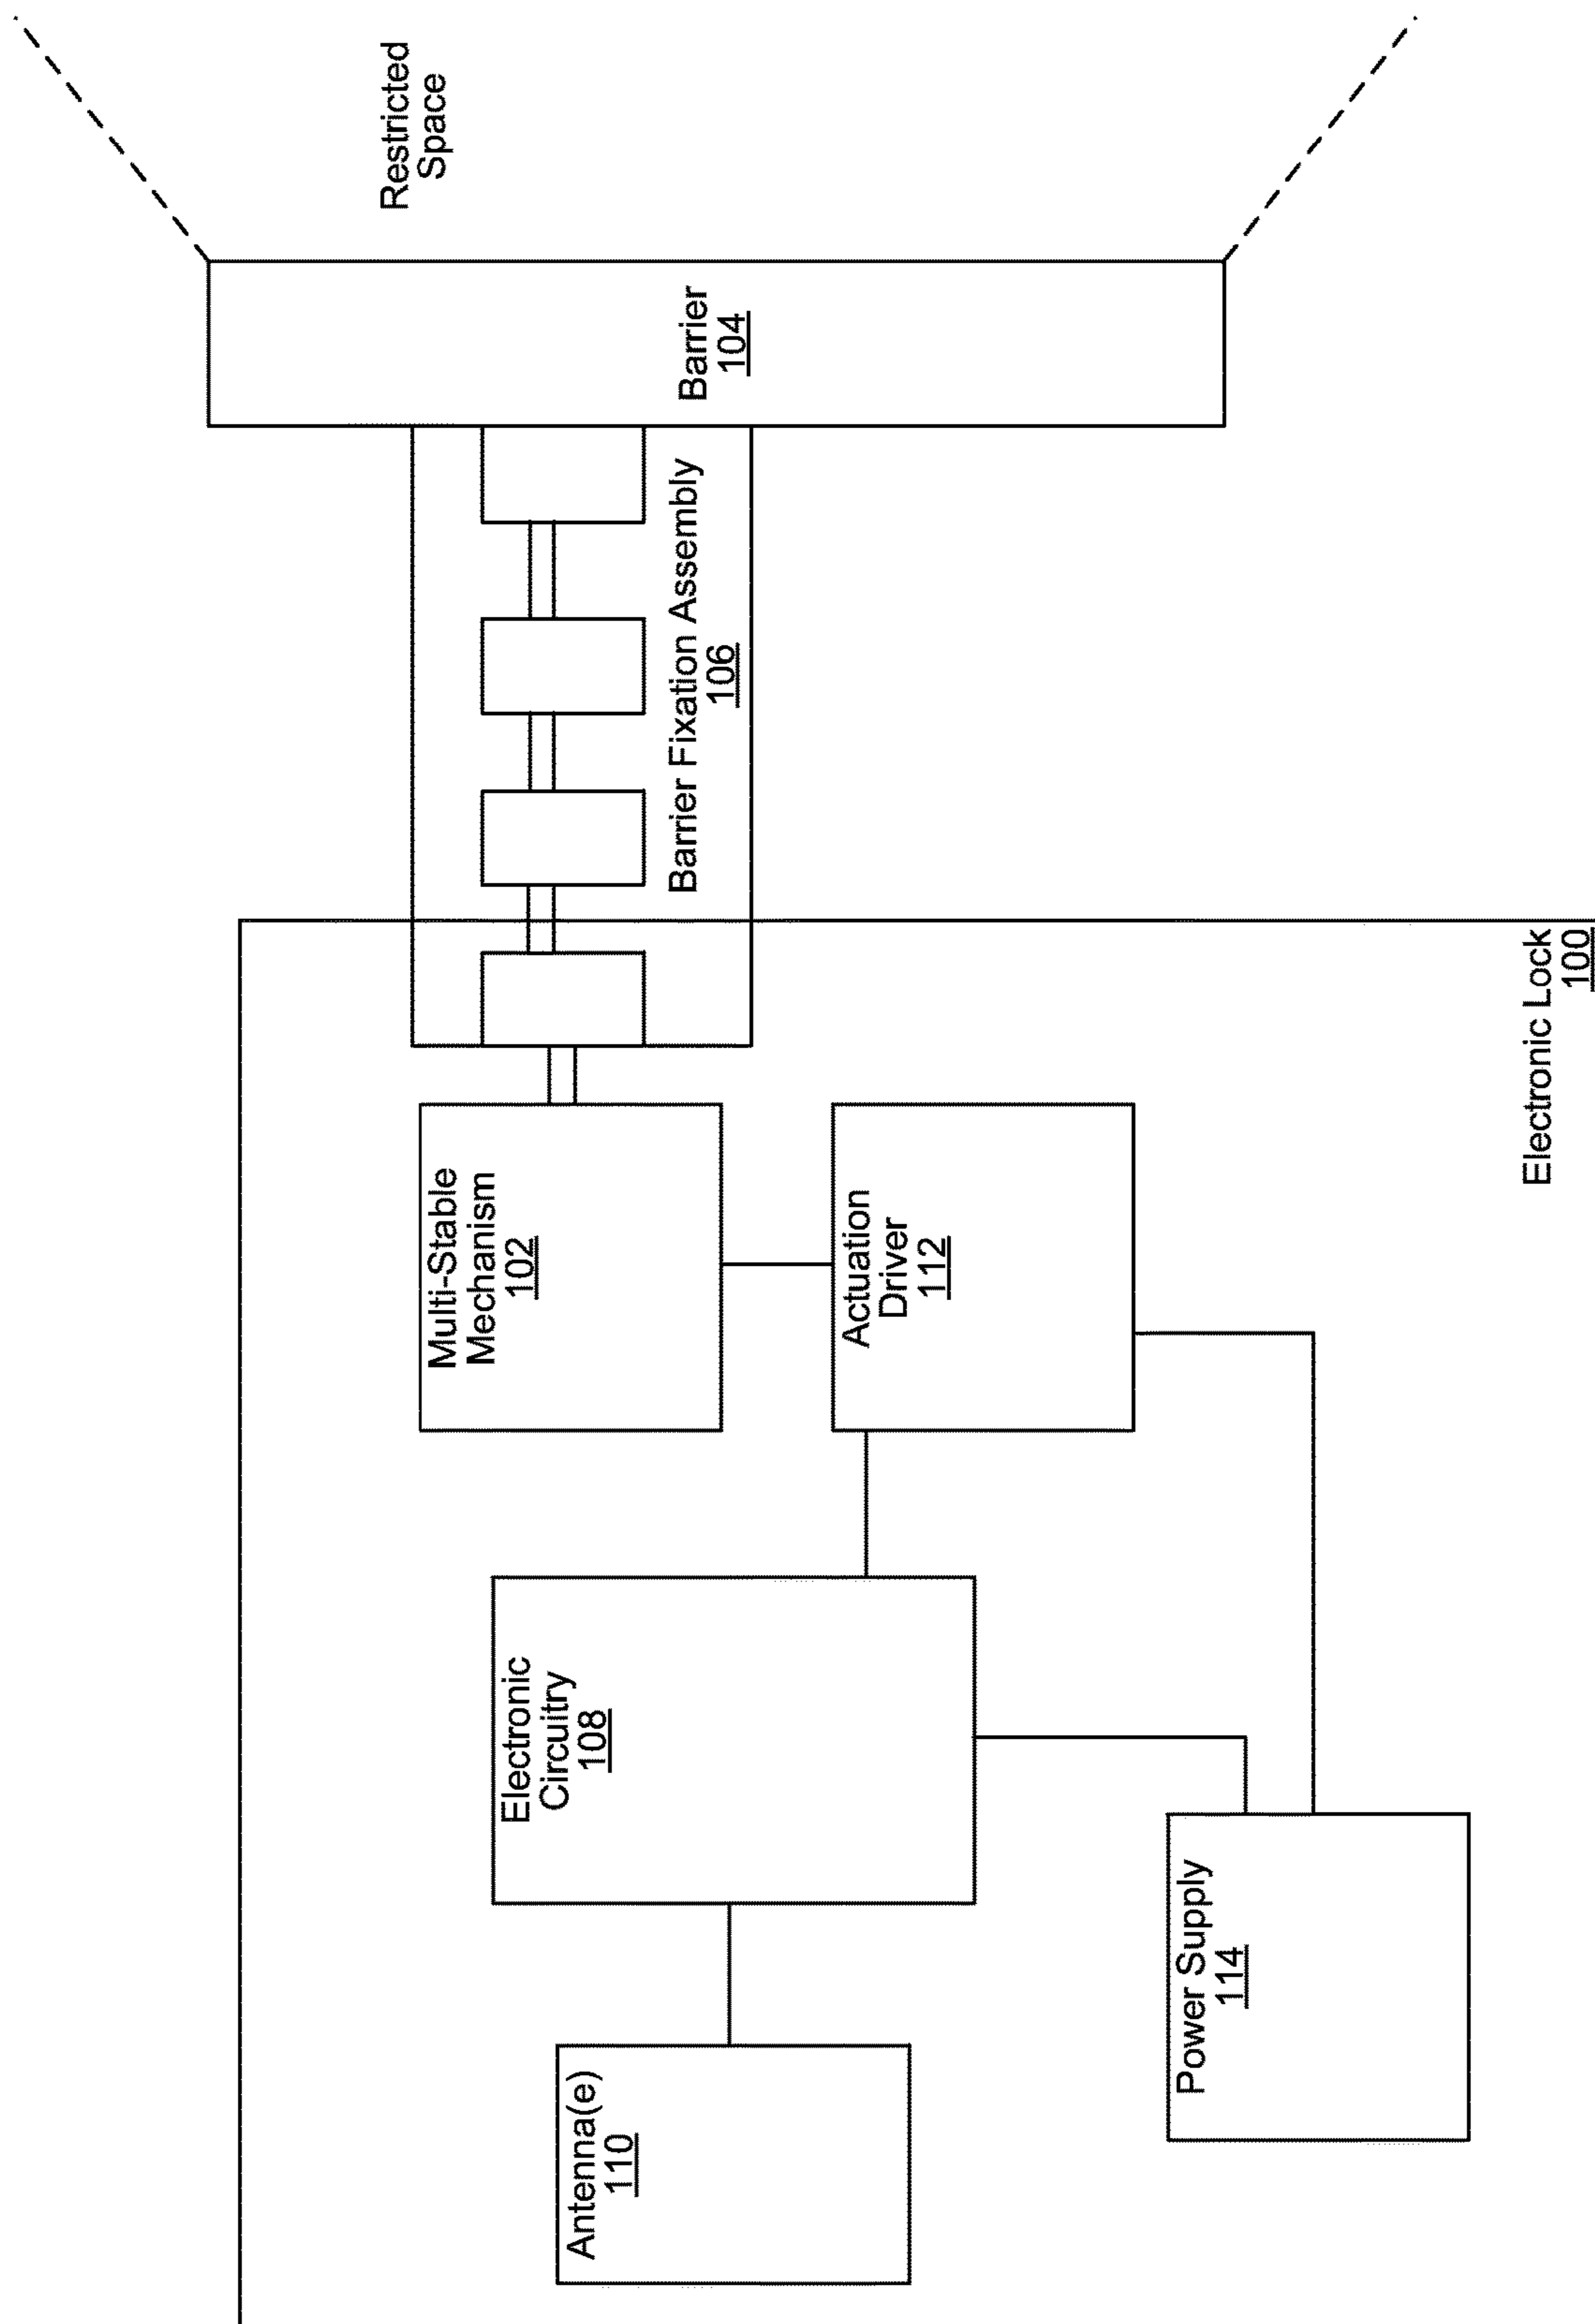 Restricted
Space
Barrier
104
Barrier Fixation Assembly
106
Multi-Stable
Mechanism
102
Actuation
Driver
112
Electronic Lock
100
Electronic
Circuitry
108
Power Supply
114
Antenna(e)
110